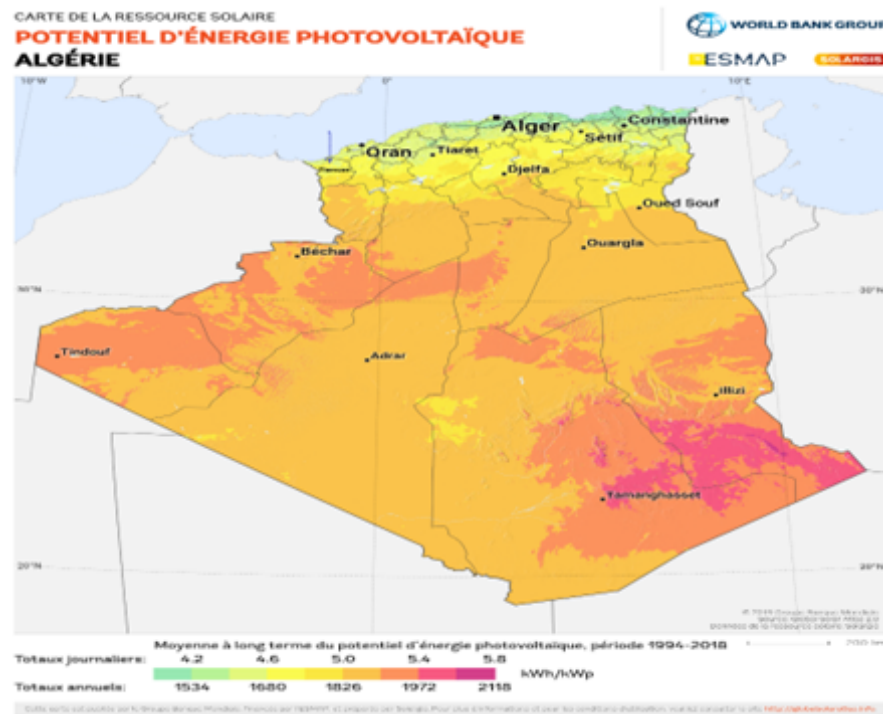 CARTE DE LA RESSOURCE SOLAIRE
POTENTIEL D'ÉNERGIE PHOTOVOLTAÏQUE
ALGÉRIE
WORLD BANK GROUP
ESMAP
SOLARGIS
10°W
0°
10°E
Alger
Constantine
Sétif
Oran
Tiaret
Djelfa
Oued Souf
Ouargla
Béchar
30°N
30°N
Tindouf
Adrar
illizi
Tamanghasset
20°N
20°N
Moyenne à long terme du potentiel d'énergie photovoltaïque, période 1994-2018
Totaux journaliers: 4.2 4.6 5.0 5.4 5.8
kWh/kWp
Totaux annuels: 1534 1680 1826 1972 2118